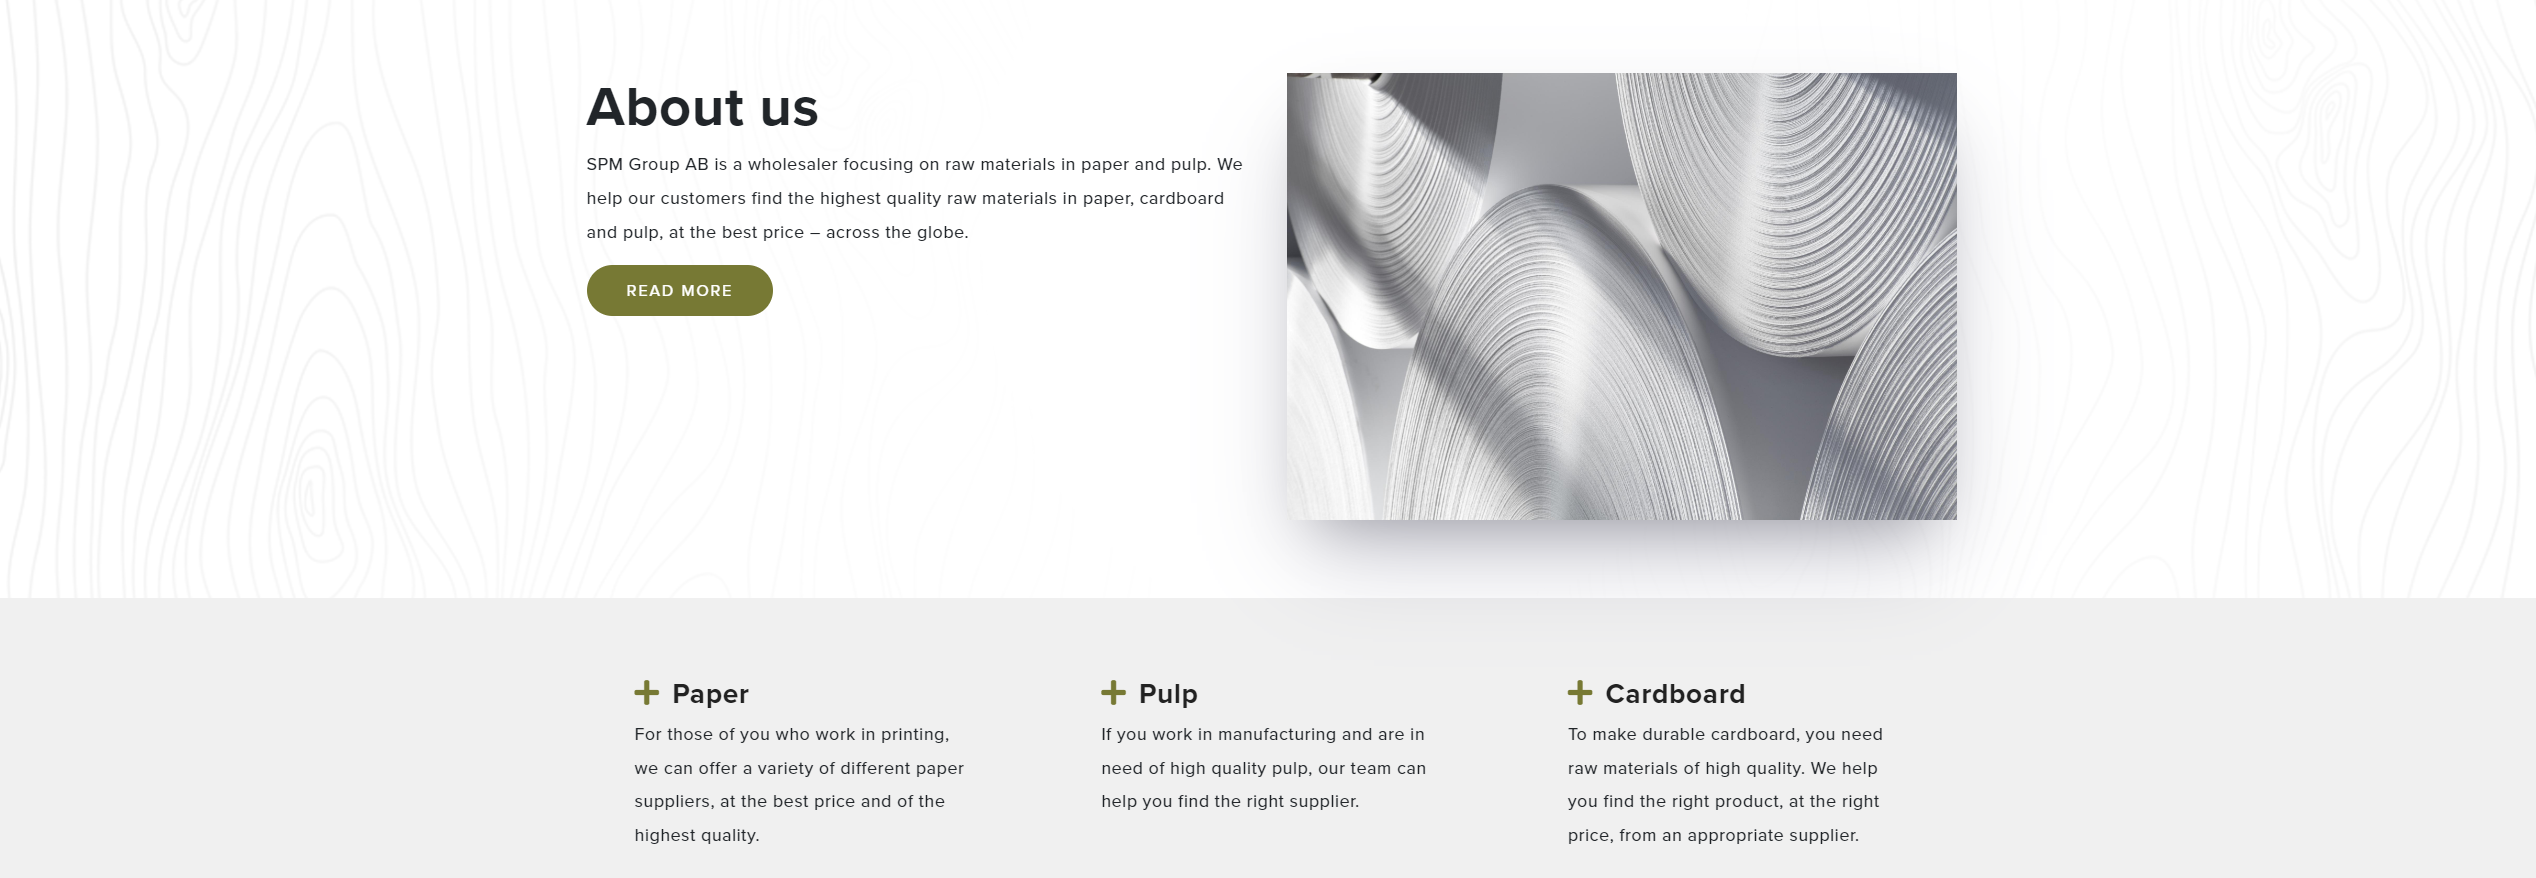 About us
SPM Group AB is a wholesaler focusing on raw materials in paper and pulp. We
help our customers find the highest quality raw materials in paper, cardboard
and pulp, at the best price – across the globe.
READ MORE
Paper
For those of you who work in printing,
we can offer a variety of different paper
suppliers, at the best price and of the
highest quality.
Pulp
If you work in manufacturing and are in
need of high quality pulp, our team can
help you find the right supplier.
Cardboard
To make durable cardboard, you need
raw materials of high quality. We help
you find the right product, at the right
price, from an appropriate supplier.